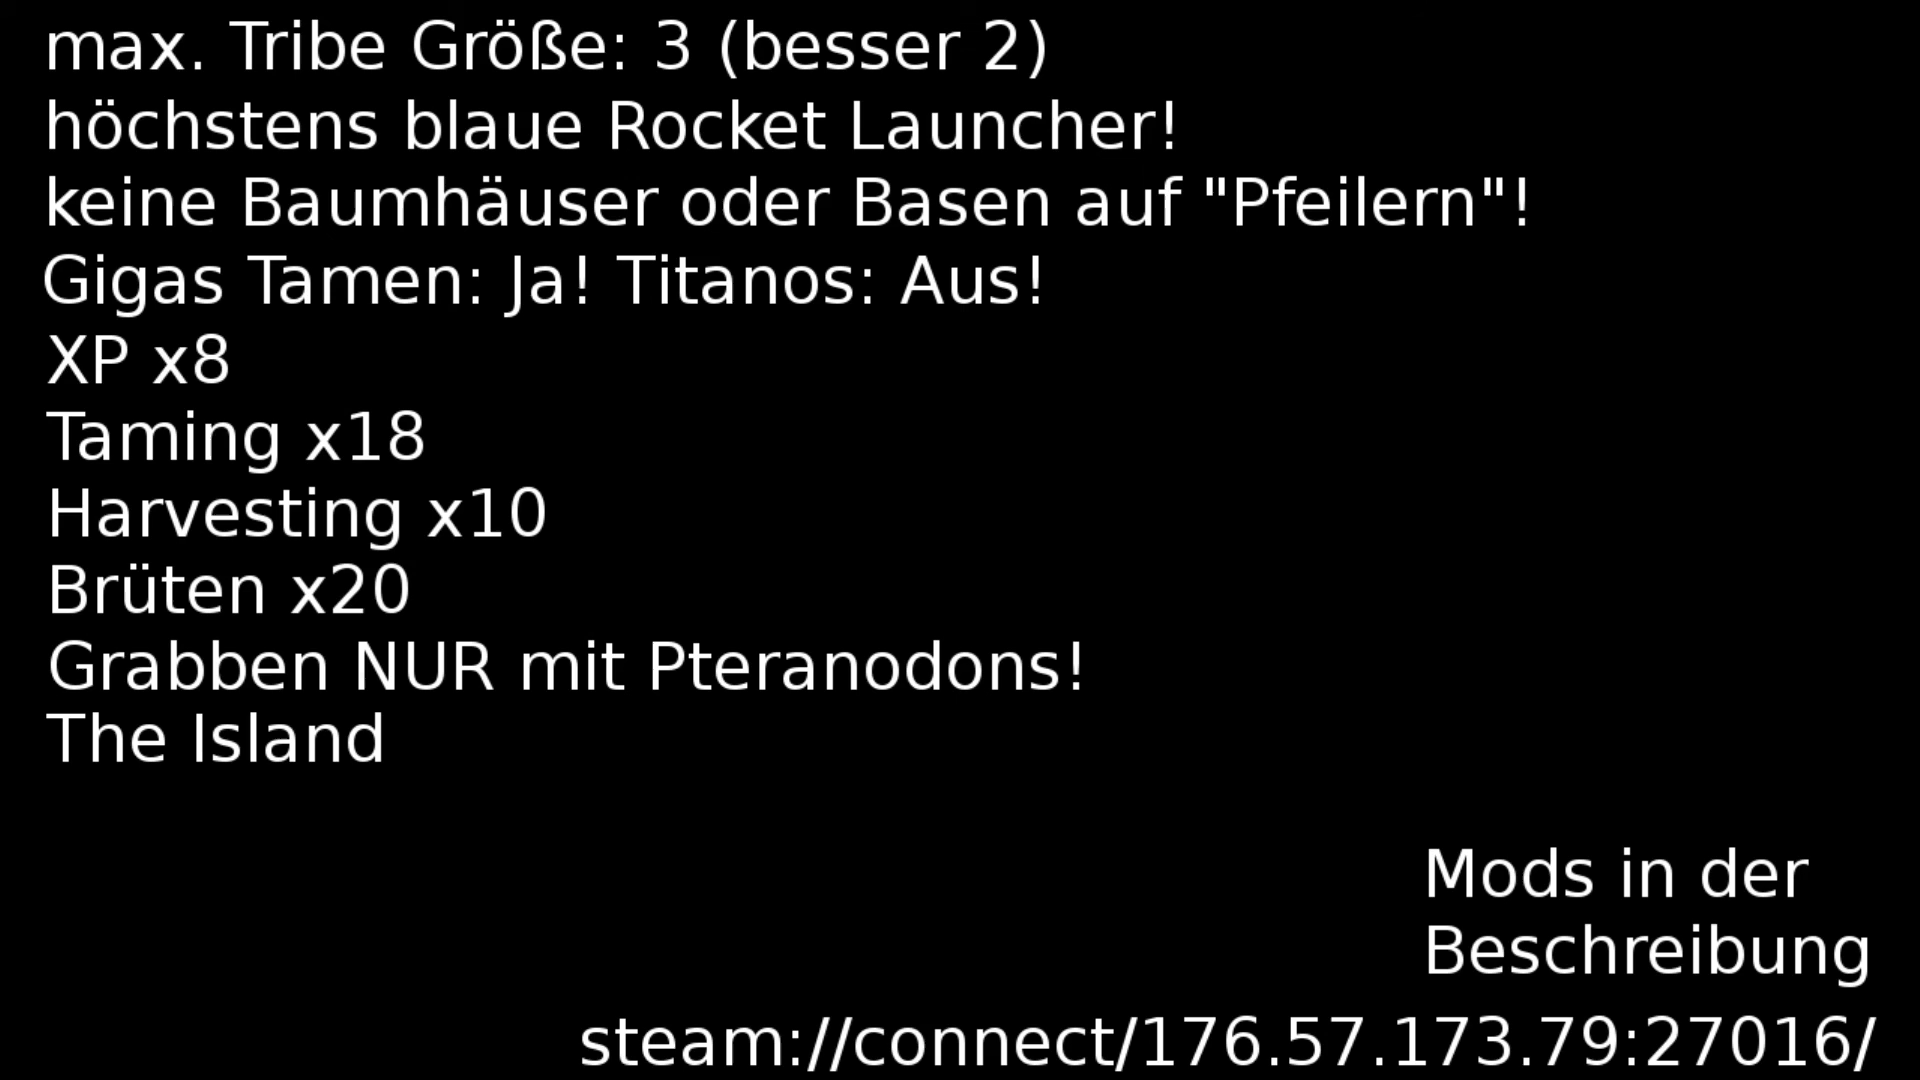 max. Tribe Größe: 3 (besser 2)
höchstens blaue Rocket Launcher!
keine Baumhäuser oder Basen auf "Pfeilern"!
Gigas Tamen: Ja! Titanos: Aus!
XP x8
Taming x18
Harvesting x10
Brüten x20
Grabben NUR mit Pteranodons!
The Island
Mods in der
Beschreibung
steam://connect/176.57.173.79:27016/